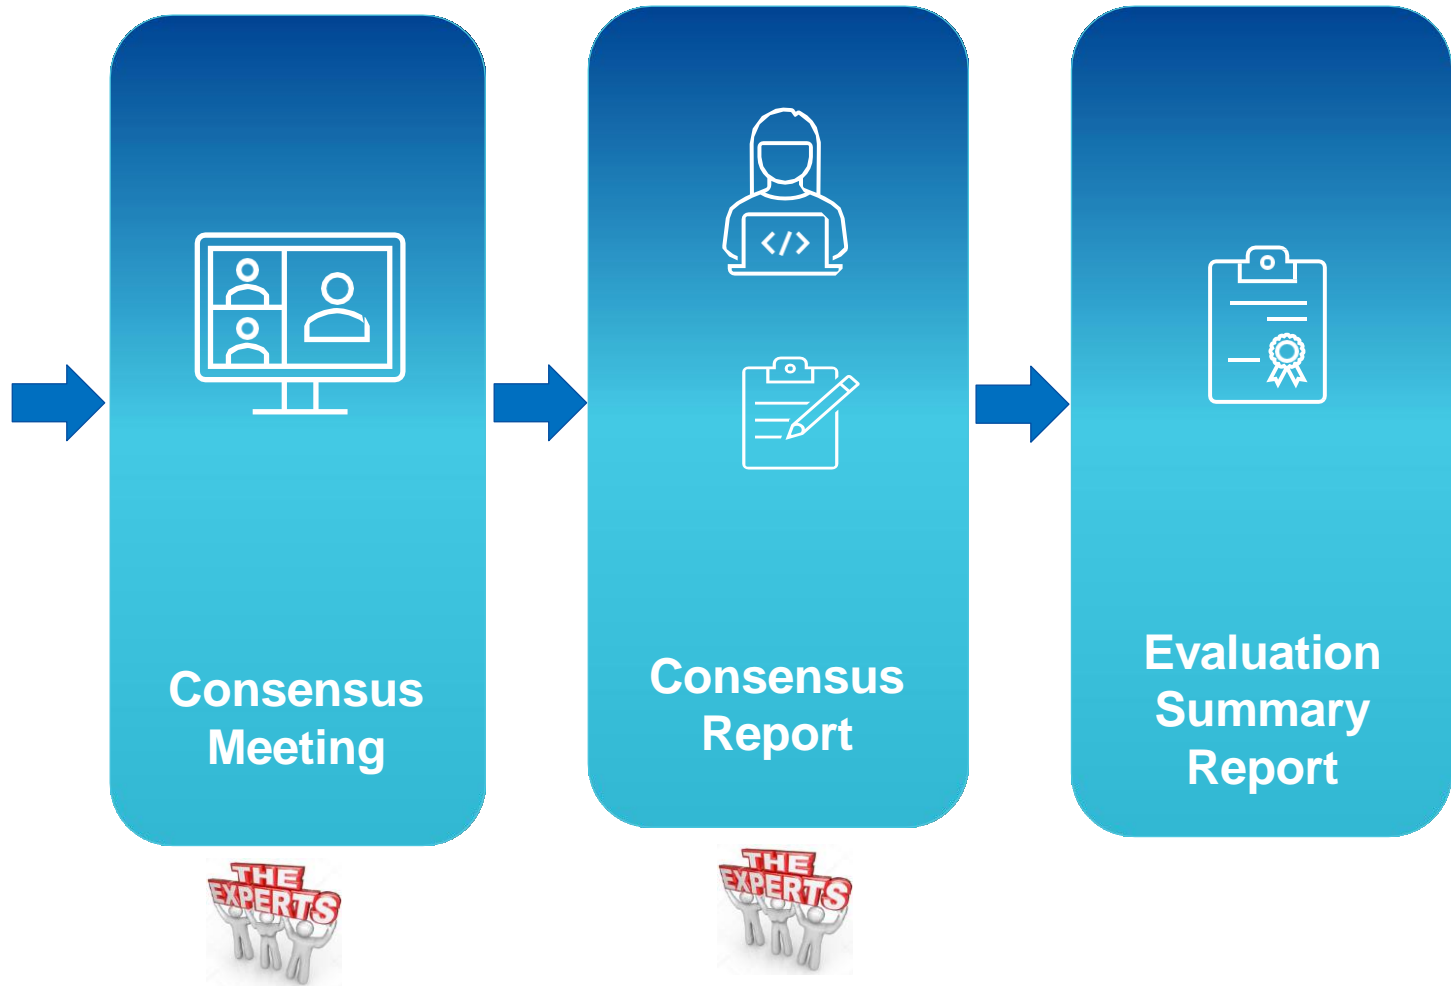 </>
Consensus
Meeting
Consensus
Report
Evaluation
Summary
Report
THE
EXPERTS
THE
EXPERTS